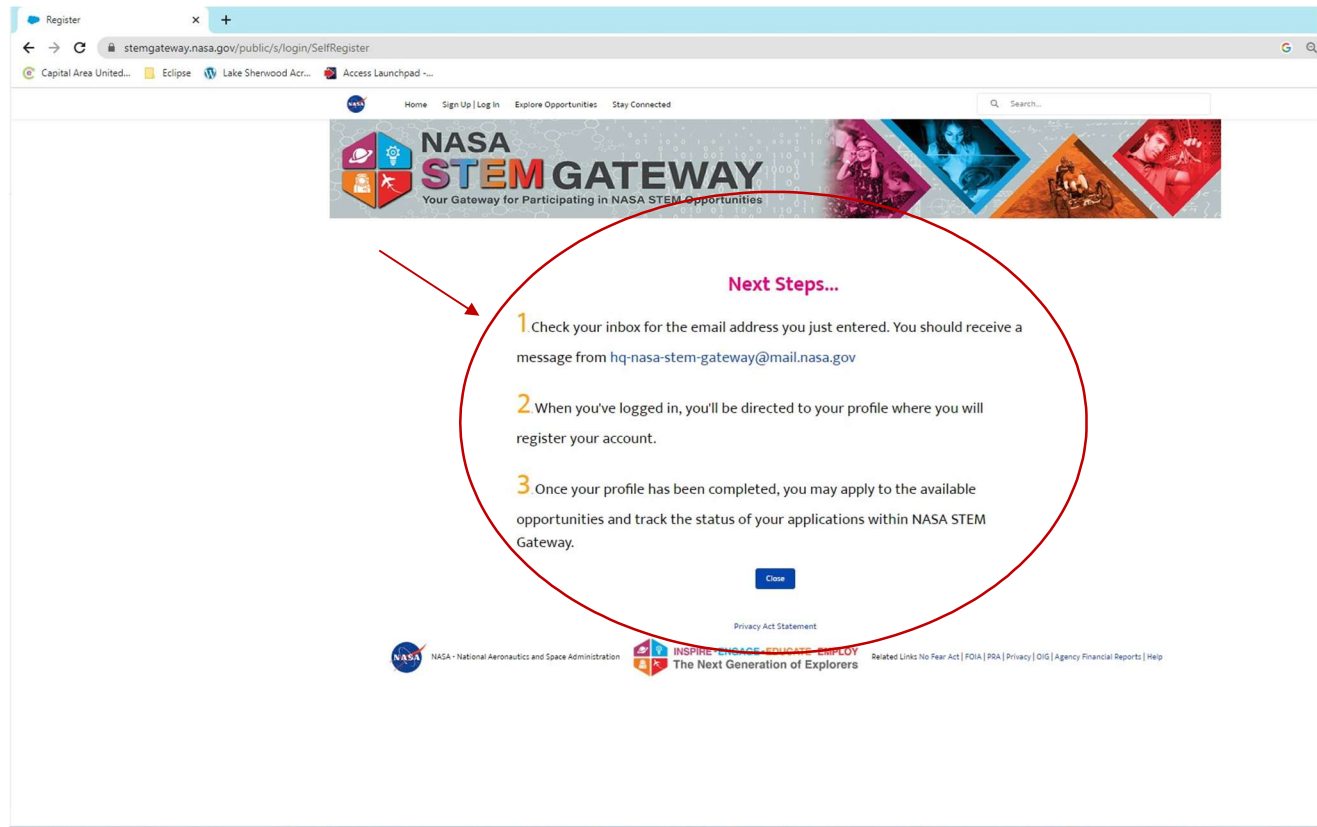 Register
stemgateway.nasa.gov/public/s/login/SelfRegister
Capital Area United... Eclipse Lake Sherwood Acr... Access Launchpad -...
NASA Home Sign Up | Log In Explore Opportunities Stay Connected Search...
NASA
STEM GATEWAY
Your Gateway for Participating in NASA STEM Opportunities
Next Steps...
1. Check your inbox for the email address you just entered. You should receive a
message from hq-nasa-stem-gateway@mail.nasa.gov
2. When you've logged in, you'll be directed to your profile where you will
register your account.
3. Once your profile has been completed, you may apply to the available
opportunities and track the status of your applications within NASA STEM
Gateway.
Close
Privacy Act Statement
NASA NASA - National Aeronautics and Space Administration
INSPIRE - ENGAGE - EDUCATE - EMPLOY
The Next Generation of Explorers
Related Links No Fear Act | FOIA | PRA | Privacy | OIG | Agency Financial Reports | Help